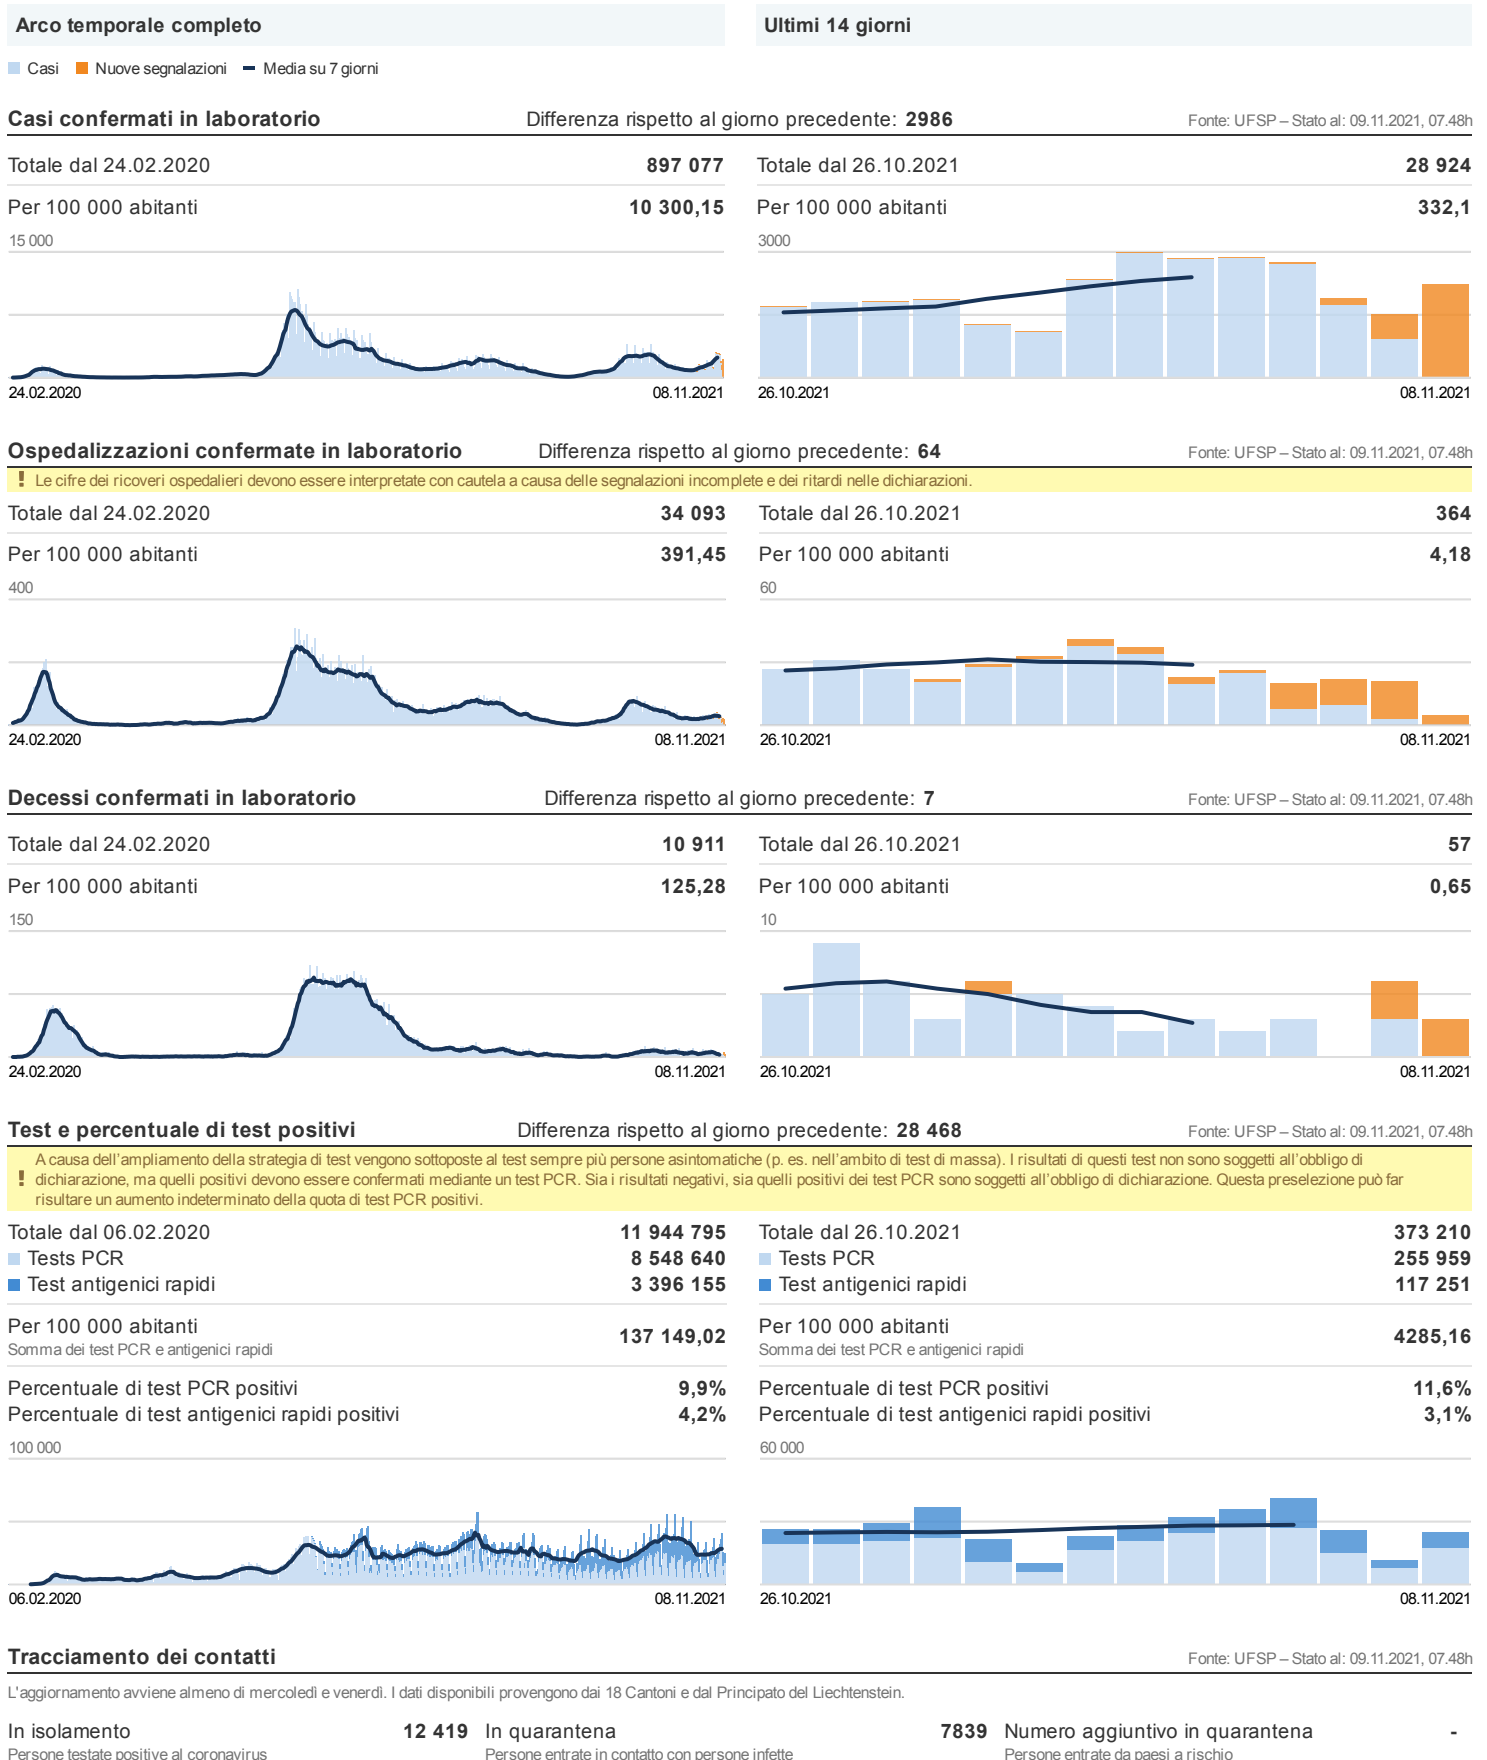 Arco temporale completo
Ultimi 14 giorni
Casi Nuove segnalazioni Media su 7 giorni
Casi confermati in laboratorio Differenza rispetto al giorno precedente: 2986 Fonte: UFSP – Stato al: 09.11.2021, 07.48h
Totale dal 24.02.2020 897 077
Per 100 000 abitanti 10 300,15
15 000
24.02.2020 08.11.2021
Totale dal 26.10.2021 28 924
Per 100 000 abitanti 332,1
3000
26.10.2021 08.11.2021
Ospedalizzazioni confermate in laboratorio Differenza rispetto al giorno precedente: 64 Fonte: UFSP – Stato al: 09.11.2021, 07.48h
! Le cifre dei ricoveri ospedalieri devono essere interpretate con cautela a causa delle segnalazioni incomplete e dei ritardi nelle dichiarazioni.
Totale dal 24.02.2020 34 093
Per 100 000 abitanti 391,45
400
24.02.2020 08.11.2021
Totale dal 26.10.2021 364
Per 100 000 abitanti 4,18
60
26.10.2021 08.11.2021
Decessi confermati in laboratorio Differenza rispetto al giorno precedente: 7 Fonte: UFSP – Stato al: 09.11.2021, 07.48h
Totale dal 24.02.2020 10 911
Per 100 000 abitanti 125,28
150
24.02.2020 08.11.2021
Totale dal 26.10.2021 57
Per 100 000 abitanti 0,65
10
26.10.2021 08.11.2021
Test e percentuale di test positivi Differenza rispetto al giorno precedente: 28 468 Fonte: UFSP – Stato al: 09.11.2021, 07.48h
A causa dell'ampliamento della strategia di test vengono sottoposte al test sempre più persone asintomatiche (p. es. nell'ambito di test di massa). I risultati di questi test non sono soggetti all'obbligo di
! dichiarazione, ma quelli positivi devono essere confermati mediante un test PCR. Sia i risultati negativi, sia quelli positivi dei test PCR sono soggetti all'obbligo di dichiarazione. Questa preselezione può far
risultare un aumento indeterminato della quota di test PCR positivi.
Totale dal 06.02.2020 11 944 795
Tests PCR 8 548 640
Test antigenici rapidi 3 396 155
Per 100 000 abitanti 137 149,02
Somma dei test PCR e antigenici rapidi
Percentuale di test PCR positivi 9,9%
Percentuale di test antigenici rapidi positivi 4,2%
100 000
06.02.2020 08.11.2021
Totale dal 26.10.2021 373 210
Tests PCR 255 959
Test antigenici rapidi 117 251
Per 100 000 abitanti 4285,16
Somma dei test PCR e antigenici rapidi
Percentuale di test PCR positivi 11,6%
Percentuale di test antigenici rapidi positivi 3,1%
60 000
26.10.2021 08.11.2021
Tracciamento dei contatti Fonte: UFSP – Stato al: 09.11.2021, 07.48h
L'aggiornamento avviene almeno di mercoledì e venerdì. I dati disponibili provengono dai 18 Cantoni e dal Principato del Liechtenstein.
In isolamento 12 419
Persone testate positive al coronavirus
In quarantena 7839
Persone entrate in contatto con persone infette
Numero aggiuntivo in quarantena -
Persone entrate da paesi a rischio